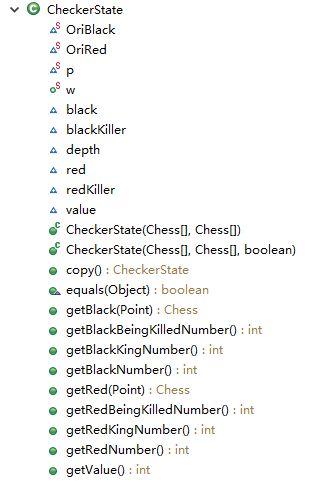 CheckerState
OriBlack
OriRed
p
w
black
blackKiller
depth
red
redKiller
value
CheckerState(Chess[], Chess[])
CheckerState(Chess[], Chess[], boolean)
copy() : CheckerState
equals(Object) : boolean
getBlack(Point) : Chess
getBlackBeingKilledNumber() : int
getBlackKingNumber() : int
getBlackNumber() : int
getRed(Point) : Chess
getRedBeingKilledNumber() : int
getRedKingNumber() : int
getRedNumber() : int
getValue() : int